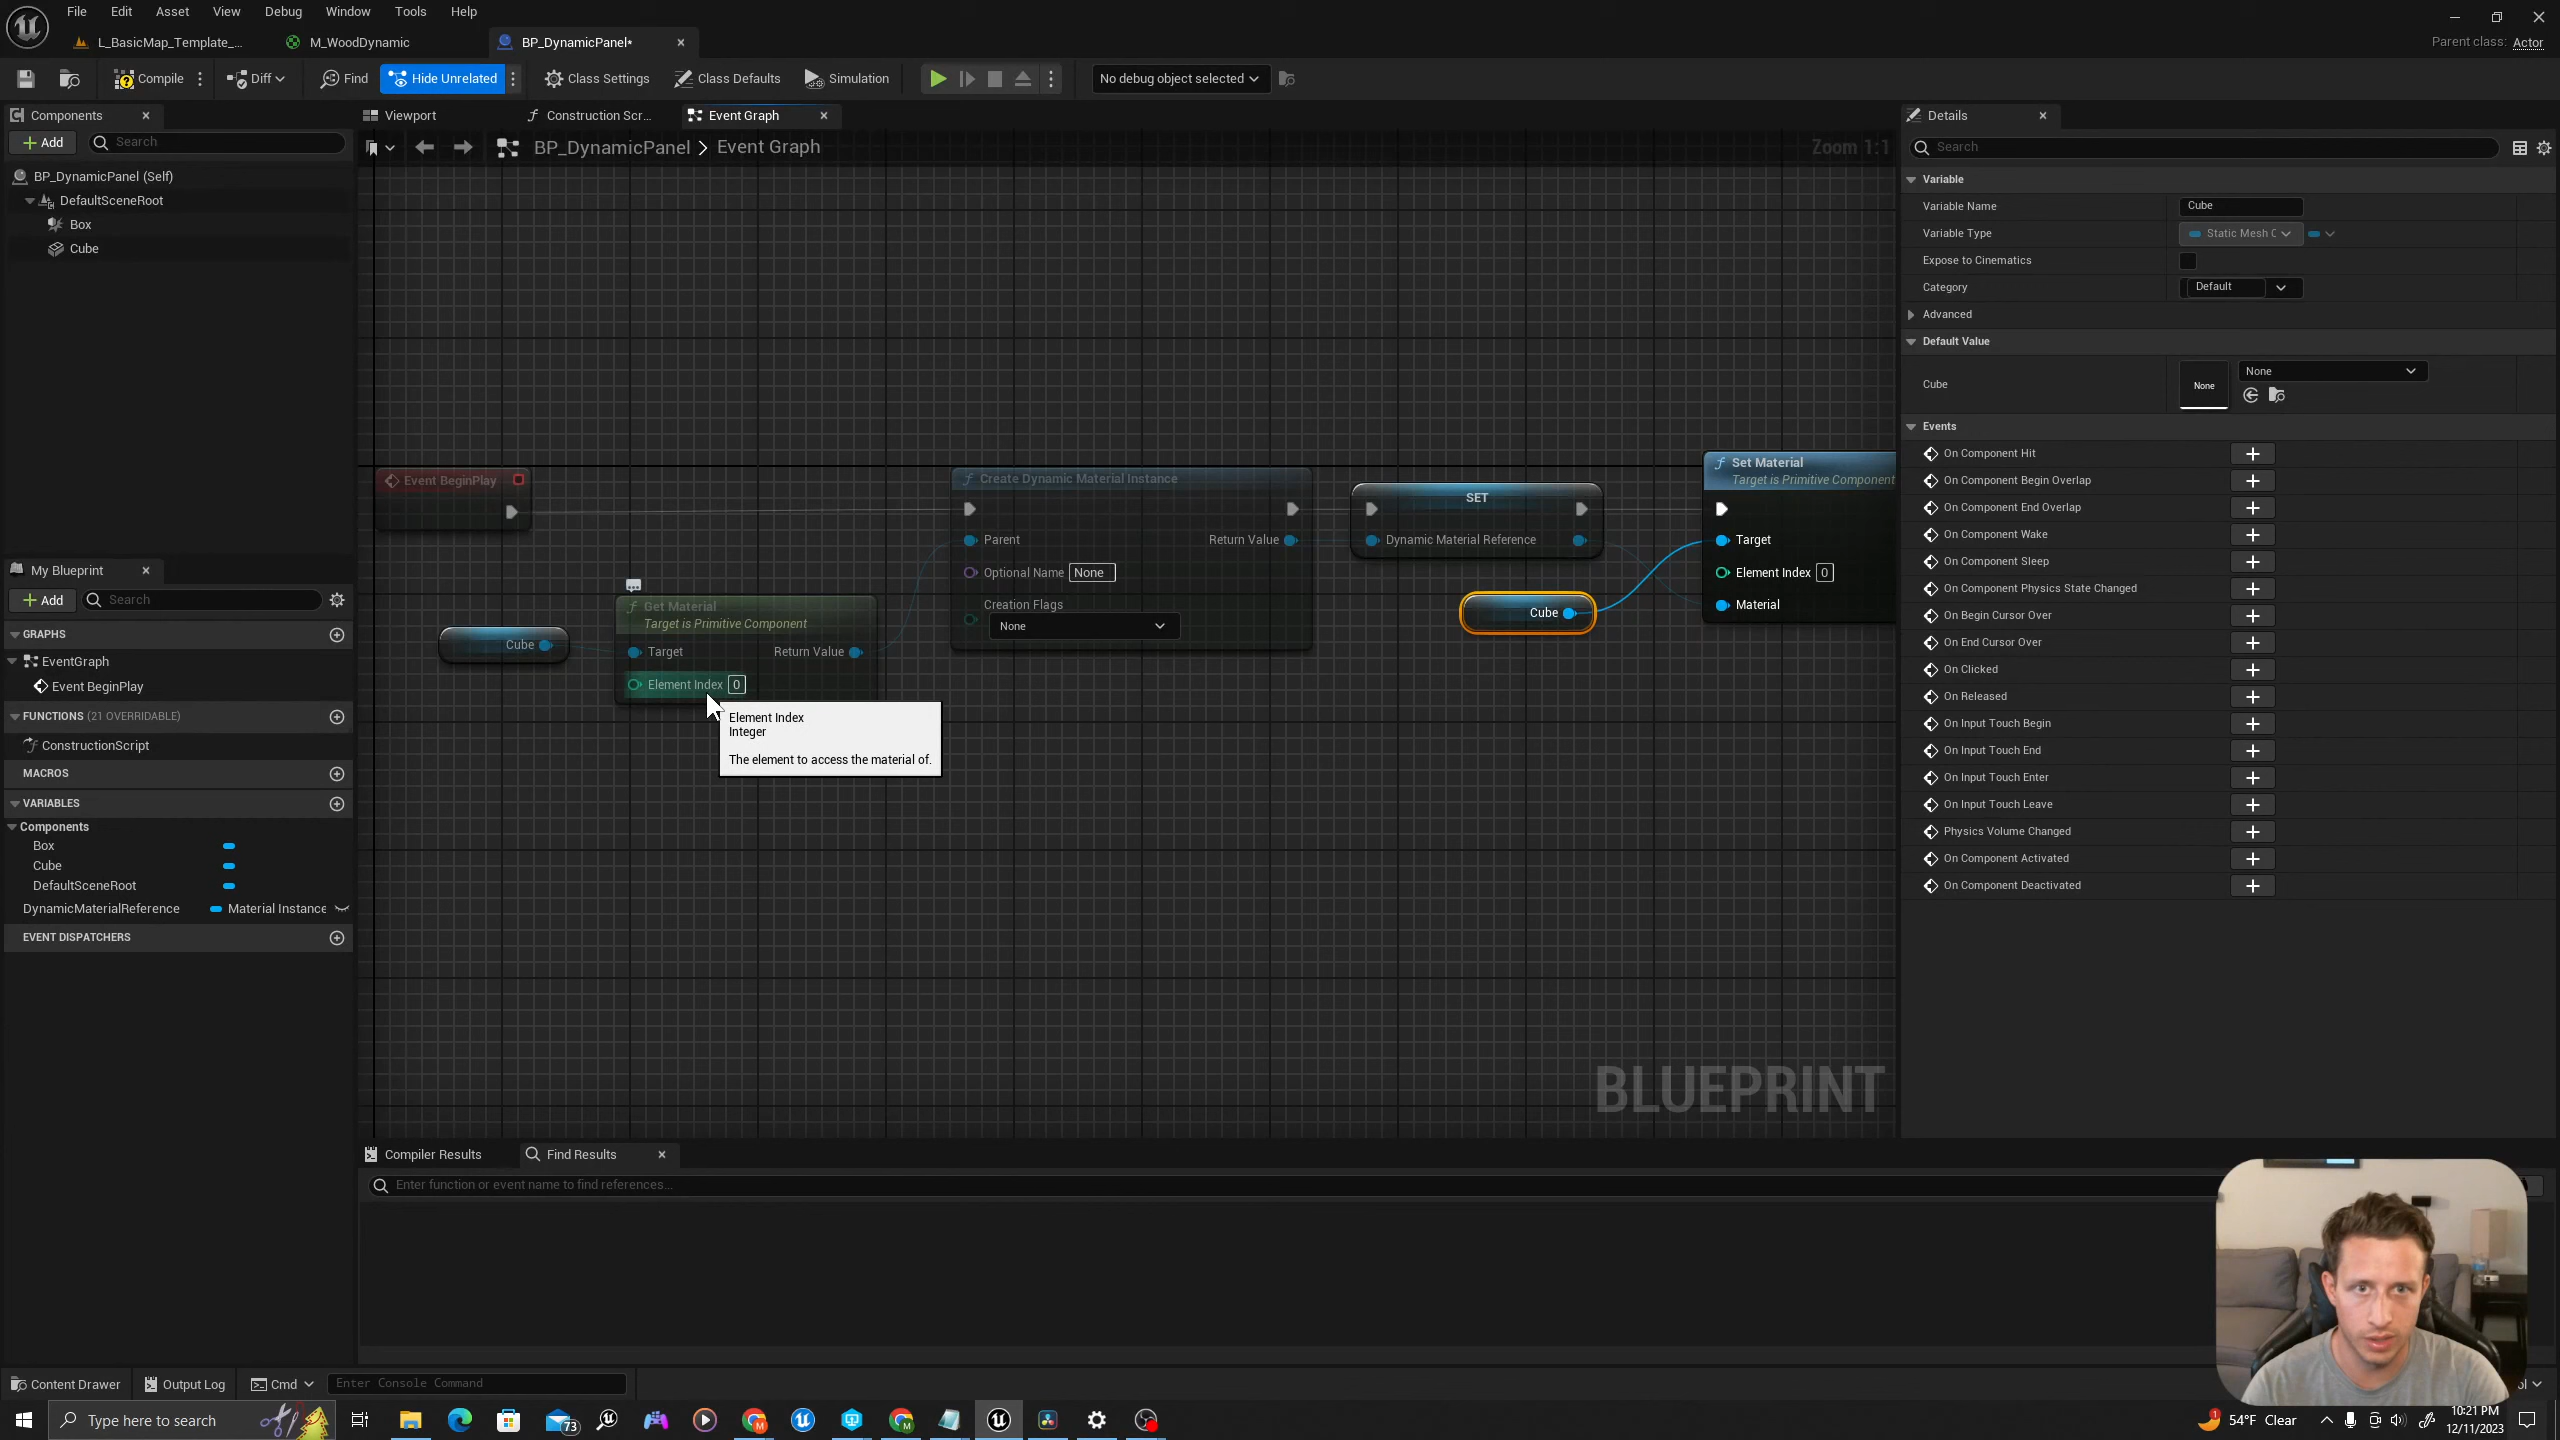 File Edit Asset View Debug Window Tools Help
L_BasicMap_Template_... M_WoodDynamic BP_DynamicPanel* Parent class: Actor
Compile Diff Find Hide Unrelated Class Settings Class Defaults Simulation No debug object selected
Components
Add Search
BP_DynamicPanel (Self)
DefaultSceneRoot
Box
Cube
My Blueprint
Add Search
GRAPHS
EventGraph
Event BeginPlay
FUNCTIONS (21 OVERRIDABLE)
ConstructionScript
MACROS
VARIABLES
Components
Box
Cube
DefaultSceneRoot
DynamicMaterialReference Material Instance
EVENT DISPATCHERS
Viewport Construction Scr... Event Graph
BP_DynamicPanel > Event Graph Zoom 1:1
Event BeginPlay
Cube
Get Material
Target is Primitive Component
Target Return Value
Element Index 0
Element Index
Integer
The element to access the material of.
Create Dynamic Material Instance
Parent Return Value
Optional Name None
Creation Flags
None
SET
Dynamic Material Reference
Cube
Set Material
Target is Primitive Component
Target
Element Index 0
Material
BLUEPRINT
Compiler Results Find Results
Enter function or event name to find references...
Details
Search
Variable
Variable Name Cube
Variable Type Static Mesh C
Expose to Cinematics
Category Default
Advanced
Default Value
Cube None None
Events
On Component Hit
On Component Begin Overlap
On Component End Overlap
On Component Wake
On Component Sleep
On Component Physics State Changed
On Begin Cursor Over
On End Cursor Over
On Clicked
On Released
On Input Touch Begin
On Input Touch End
On Input Touch Enter
On Input Touch Leave
Physics Volume Changed
On Component Activated
On Component Deactivated
Content Drawer Output Log Cmd Enter Console Command
Type here to search 73 1 54°F Clear 10:21 PM
12/11/2023